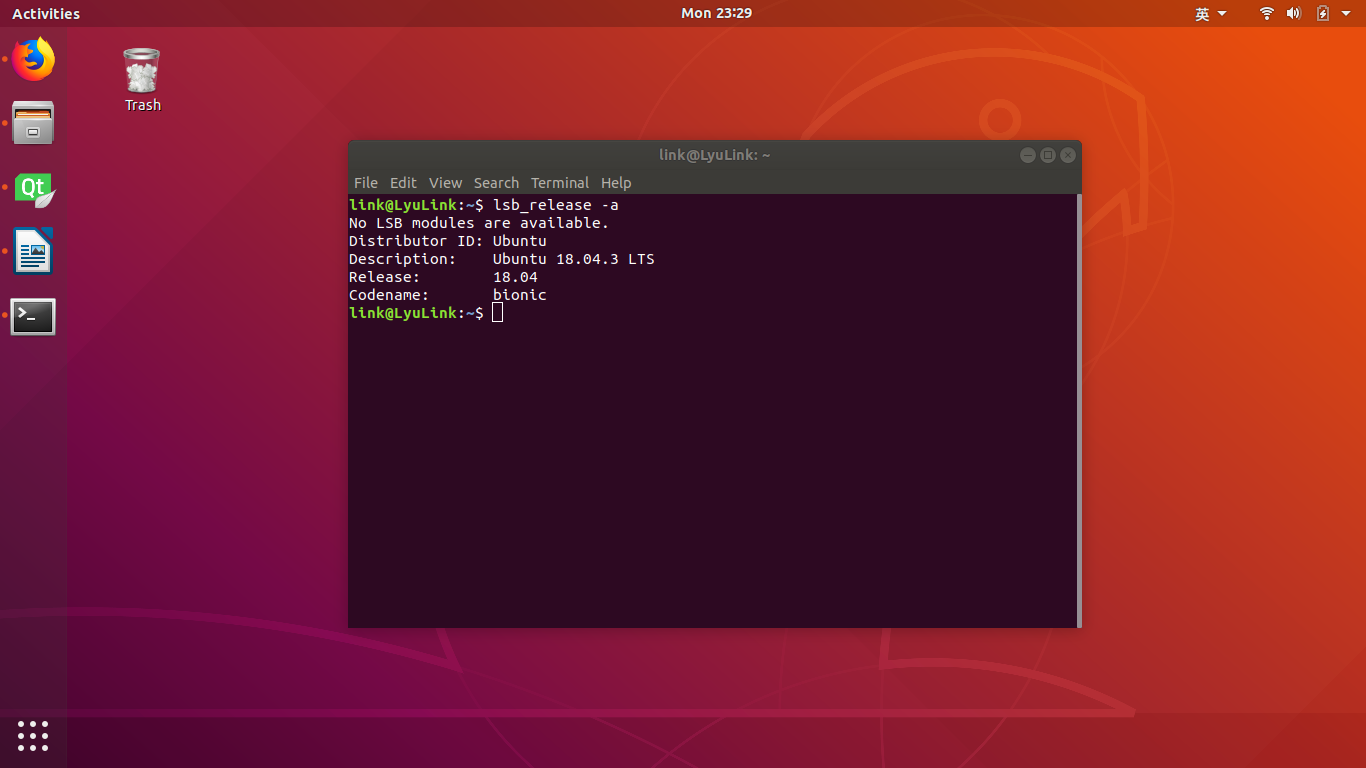 Activities
Mon 23:29
英
Trash
Qt
link@LyuLink: ~
File Edit View Search Terminal Help
link@LyuLink:~$ lsb_release -a
No LSB modules are available.
Distributor ID: Ubuntu
Description:    Ubuntu 18.04.3 LTS
Release:        18.04
Codename:       bionic
link@LyuLink:~$